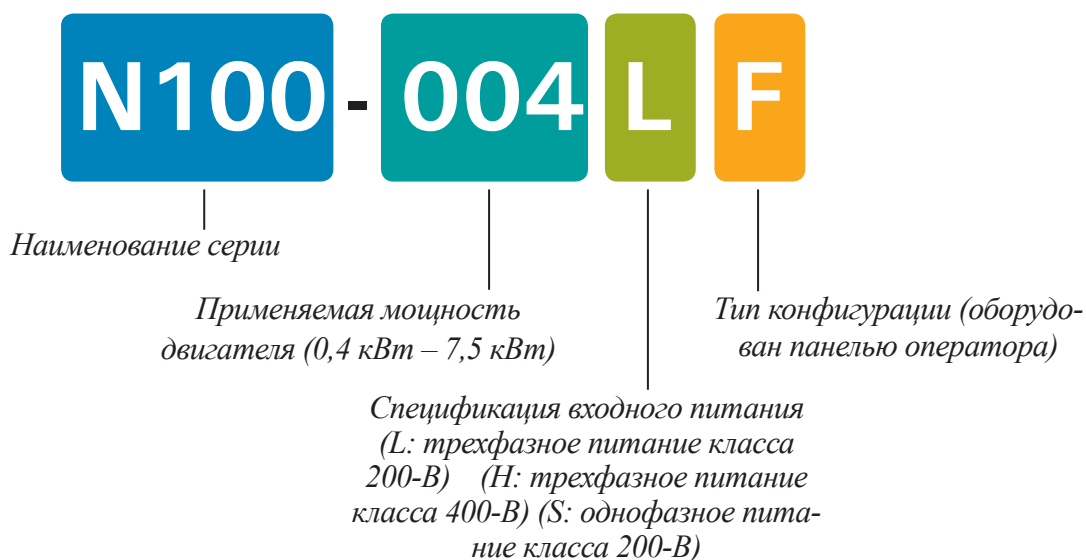 N100-004LF
Наименование серии
Применяемая мощность
двигателя (0,4 кВт – 7,5 кВт)
Тип конфигурации (оборудо-
ван панелью оператора)
Спецификация входного питания
(L: трехфазное питание класса
200-В) (H: трехфазное питание
класса 400-В) (S: однофазное пита-
ние класса 200-В)